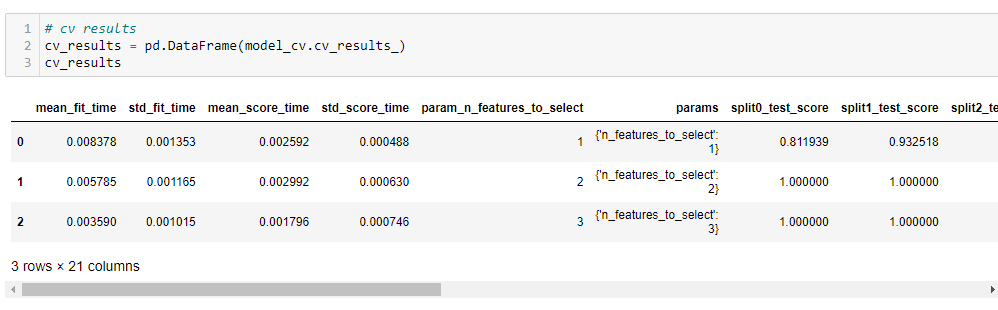 1 # cv results
2 cv_results = pd.DataFrame(model_cv.cv_results_)
3 cv_results
mean_fit_time std_fit_time mean_score_time std_score_time param_n_features_to_select params split0_test_score split1_test_score split2_te
0 0.008378 0.001353 0.002592 0.000488 1 {'n_features_to_select': 0.811939 0.932518
1}
1 0.005785 0.001165 0.002992 0.000630 2 {'n_features_to_select': 1.000000 1.000000
2}
2 0.003590 0.001015 0.001796 0.000746 3 {'n_features_to_select': 1.000000 1.000000
3}
3 rows × 21 columns